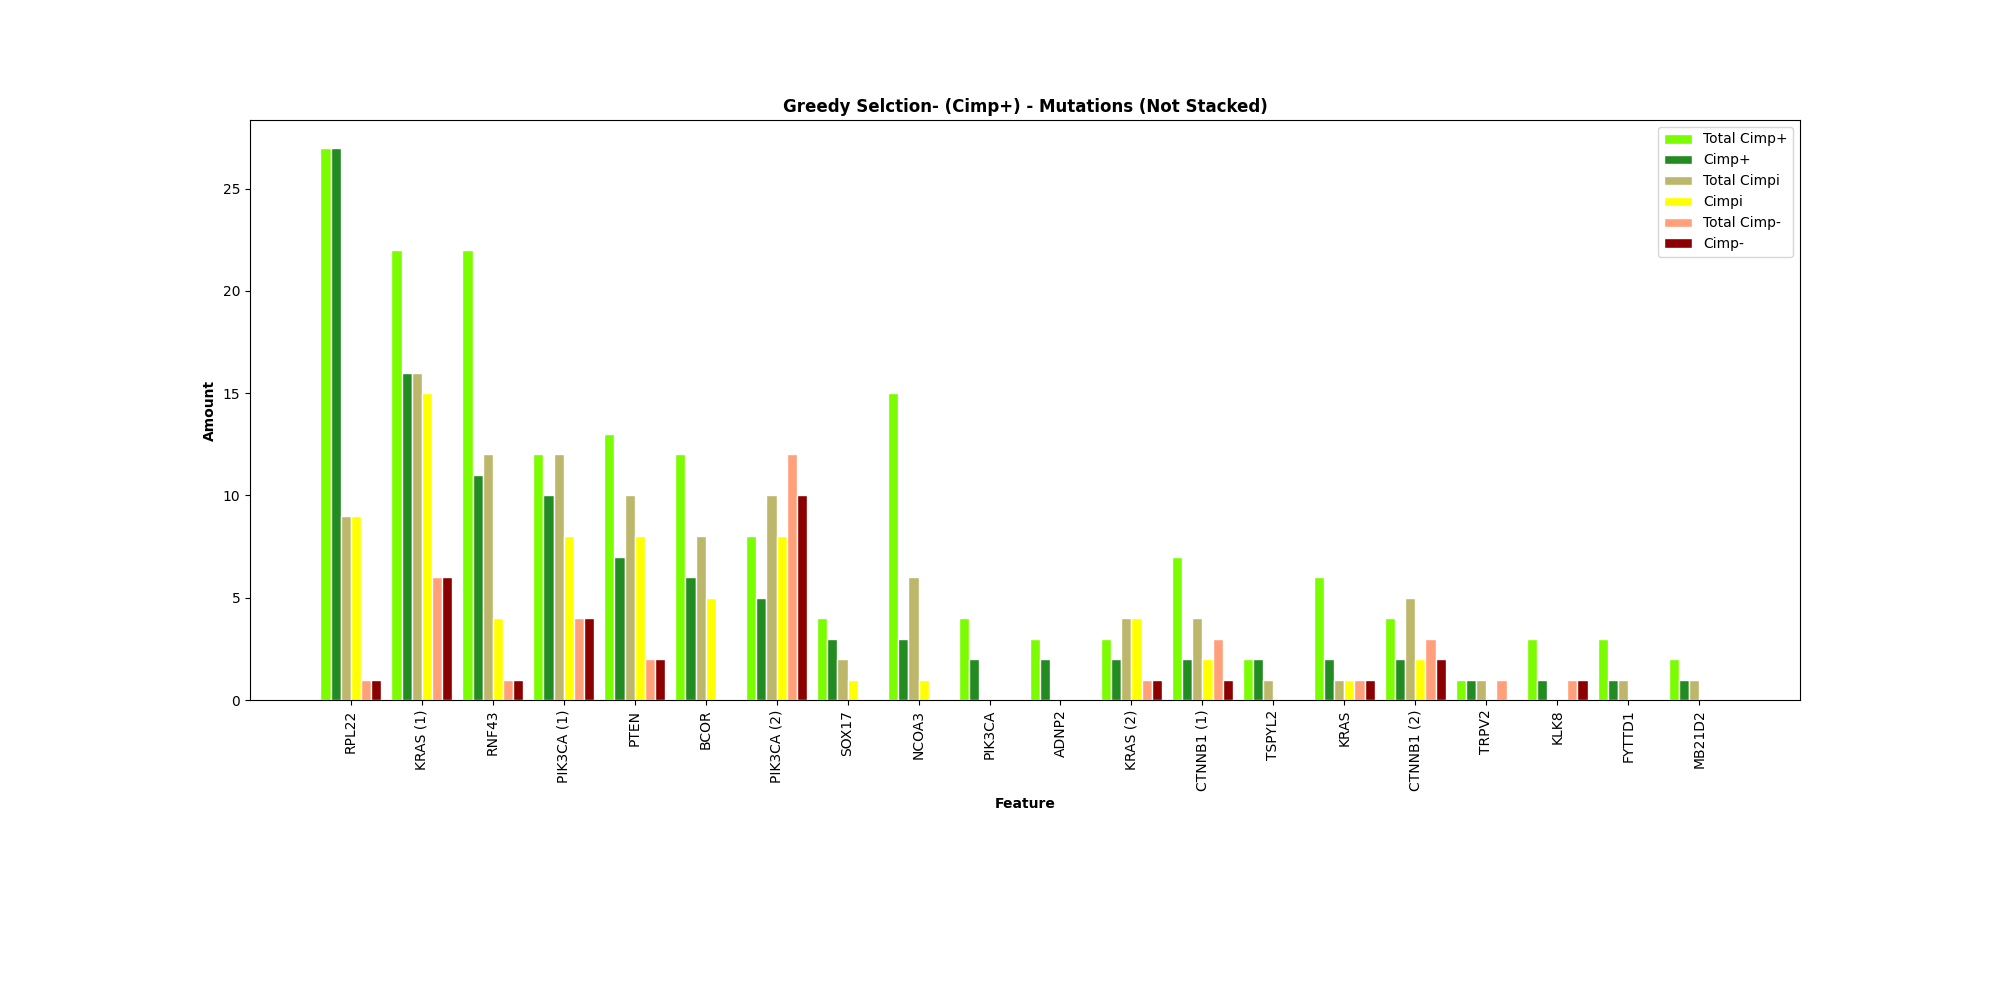 Greedy Selction- (Cimp+) - Mutations (Not Stacked)
Total Cimp+
Cimp+
Total Cimpi
Cimpi
Total Cimp-
Cimp-
Amount
25
20
15
10
5
0
RPL22
KRAS (1)
RNF43
PIK3CA (1)
PTEN
BCOR
PIK3CA (2)
SOX17
NCOA3
PIK3CA
ADNP2
KRAS (2)
CTNNB1 (1)
TSPYL2
KRAS
CTNNB1 (2)
TRPV2
KLK8
FYTTD1
MB21D2
Feature